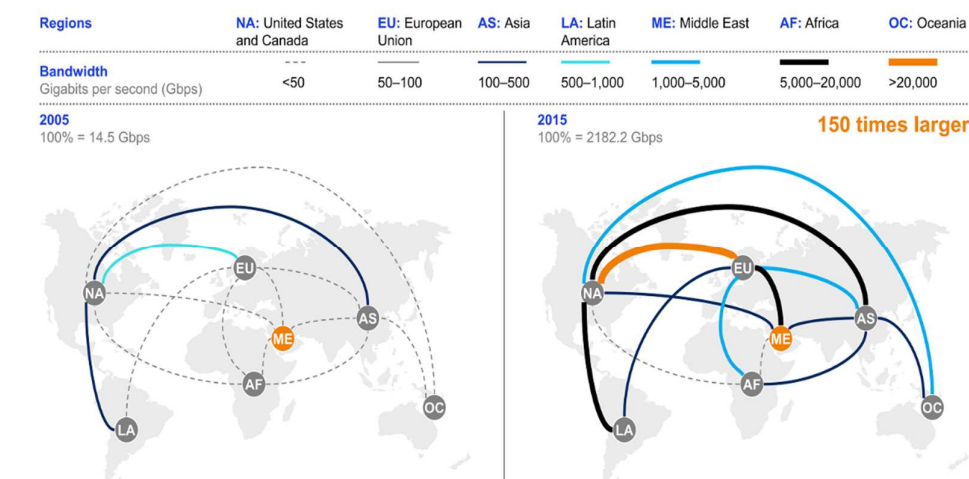 Regions
NA: United States
and Canada
EU: European
Union
AS: Asia
LA: Latin
America
ME: Middle East
AF: Africa
OC: Oceania
Bandwidth
Gigabits per second (Gbps)
<50
50–100
100–500
500–1,000
1,000–5,000
5,000–20,000
>20,000
2005
100% = 14.5 Gbps
2015
100% = 2182.2 Gbps
150 times larger
EU
NA
AS
ME
AF
OC
LA
EU
NA
AS
ME
AF
OC
LA